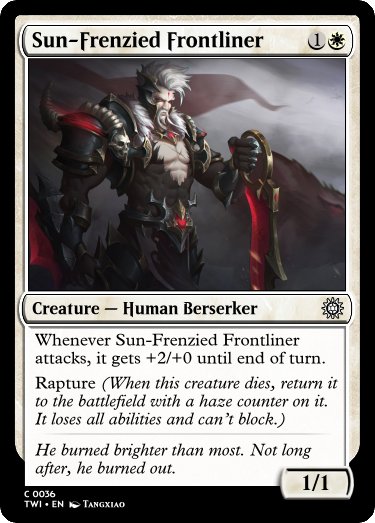 Sun-Frenzied Frontliner 1
Creature — Human Berserker
Whenever Sun-Frenzied Frontliner
attacks, it gets +2/+0 until end of turn.
Rapture (When this creature dies, return it
to the battlefield with a haze counter on it.
It loses all abilities and can't block.)
He burned brighter than most. Not long
after, he burned out.
1/1
C 0036
TWI • EN Tangxiao